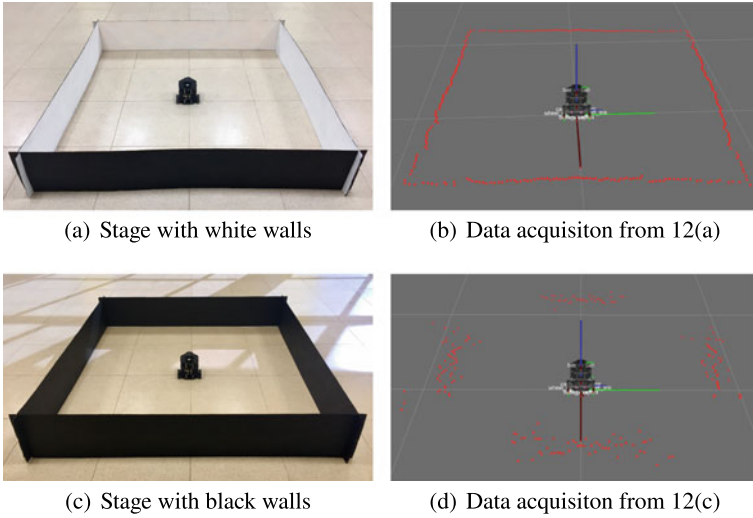 (a) Stage with white walls
(b) Data acquisiton from 12(a)
(c) Stage with black walls
(d) Data acquisiton from 12(c)